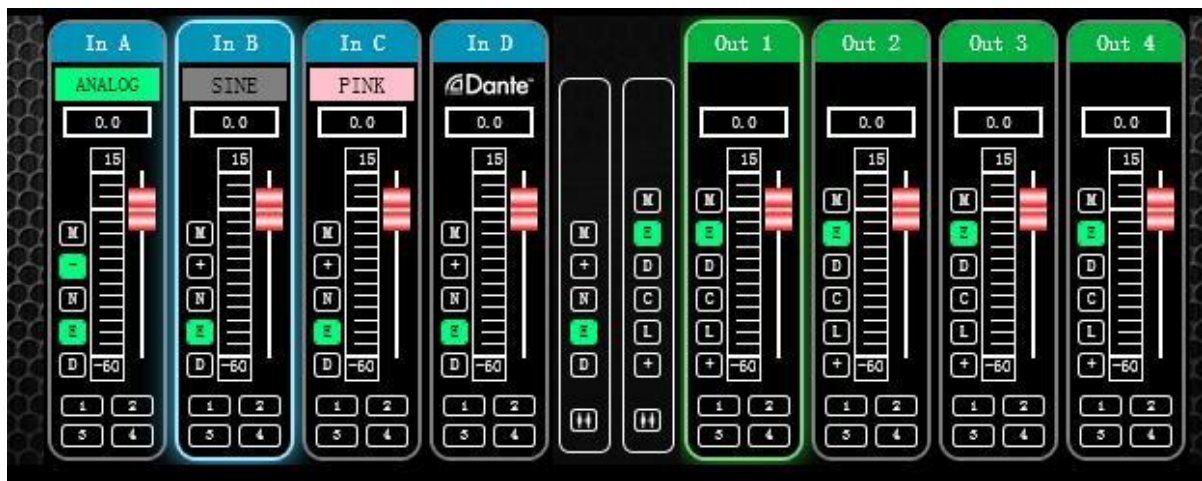 In A In B In C In D Out 1 Out 2 Out 3 Out 4
ANALOG SINE PINK Dante™
0.0 0.0 0.0 0.0 0.0 0.0 0.0 0.0
15 15 15 15 15 15 15 15
M M M M M
M M M M M M
- + + + + E E E E E
N N N N N D D D D D
E E E E E C C C C C
L L L L L
D D D D D + + + + +
-60 -60 -60 -60 -60 -60 -60 -60
1 2 1 2 1 2 1 2 1 2 1 2 1 2 1 2
3 4 3 4 3 4 3 4 3 4 3 4 3 4 3 4